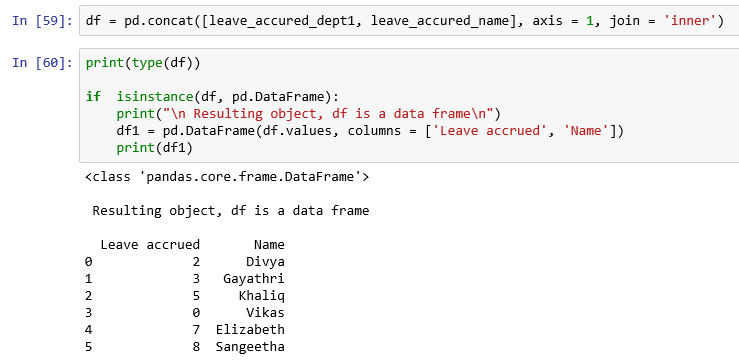 In [59]: df = pd.concat([leave_accured_dept1, leave_accured_name], axis = 1, join = 'inner')
In [60]: print(type(df))
if  isinstance(df, pd.DataFrame):
    print("\n Resulting object, df is a data frame\n")
    df1 = pd.DataFrame(df.values, columns = ['Leave accrued', 'Name'])
    print(df1)
<class 'pandas.core.frame.DataFrame'>
 Resulting object, df is a data frame
  Leave accrued       Name
0             2      Divya
1             3   Gayathri
2             5     Khaliq
3             0      Vikas
4             7  Elizabeth
5             8  Sangeetha